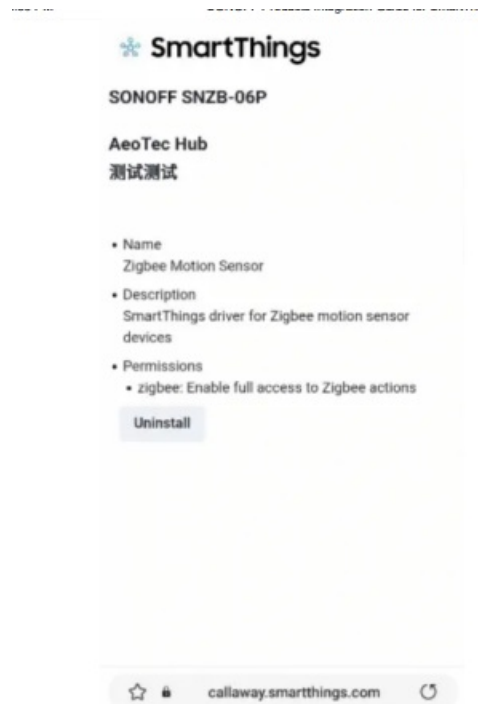 SmartThings
SONOFF SNZB-06P
AeoTec Hub
测试测试
• Name
Zigbee Motion Sensor
• Description
SmartThings driver for Zigbee motion sensor
devices
• Permissions
• zigbee: Enable full access to Zigbee actions
Uninstall
callaway.smartthings.com